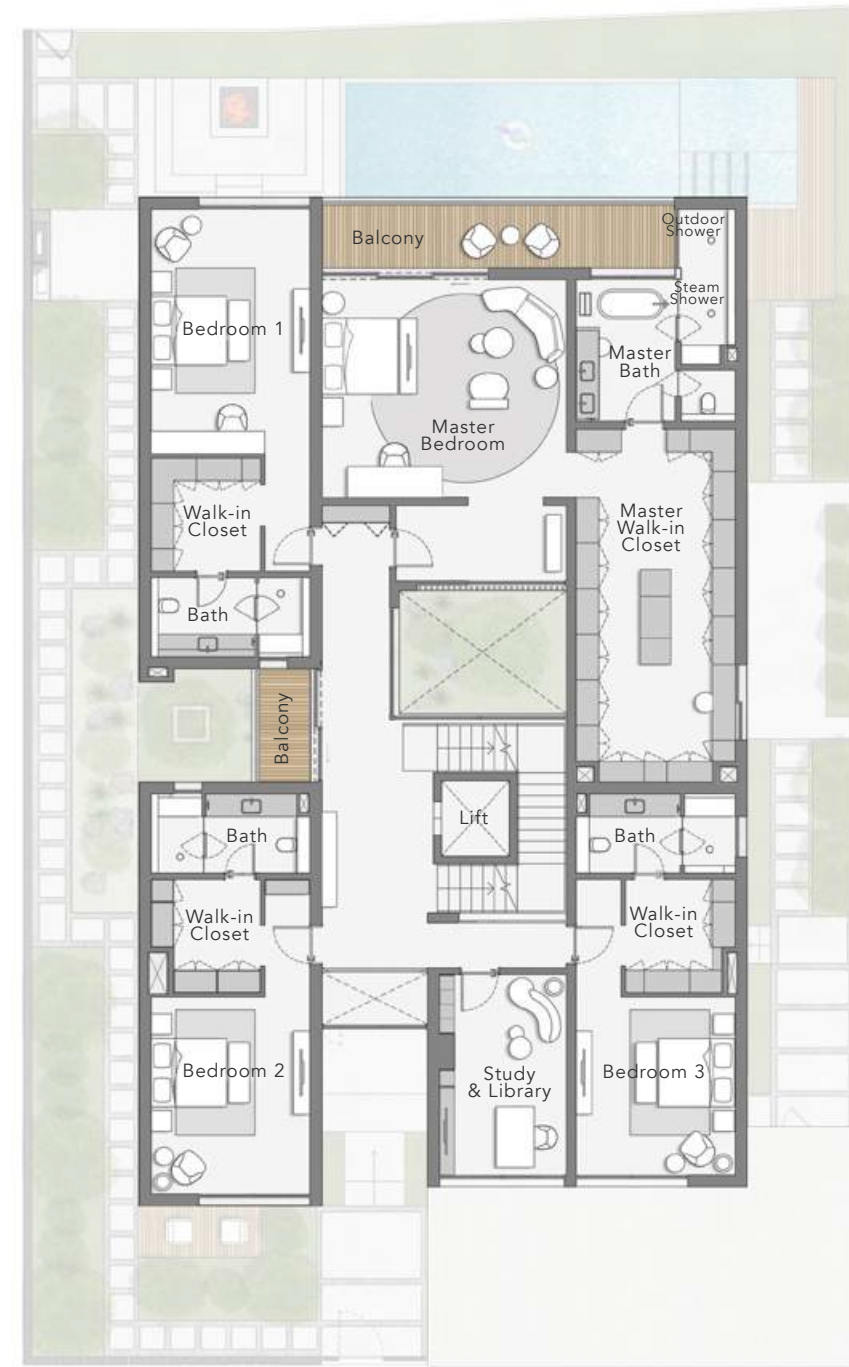 Outdoor
Shower
Balcony
Steam
Shower
Bedroom 1
Master
Bath
Master
Bedroom
Walk-in
Closet
Master
Walk-in
Closet
Bath
Balcony
Lift
Bath
Bath
Walk-in
Closet
Walk-in
Closet
Bedroom 2
Study
& Library
Bedroom 3